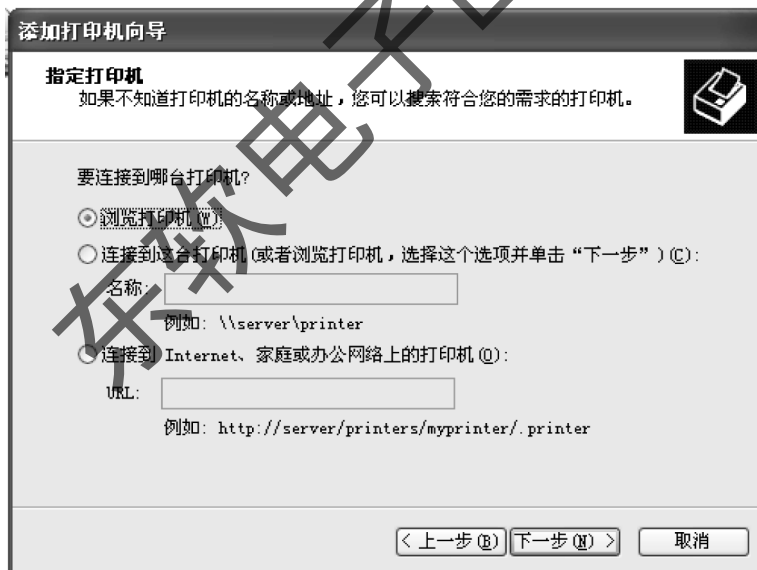 添加打印机向导
指定打印机
如果不知道打印机的名称或地址，您可以搜索符合您的需求的打印机。
要连接到哪台打印机?
浏览打印机(W)
连接到这台打印机(或者浏览打印机，选择这个选项并单击“下一步”)(C):
名称:
例如: \\server\printer
连接到 Internet、家庭或办公网络上的打印机(O):
URL:
例如: http://server/printers/myprinter/.printer
< 上一步(B)
下一步(N) >
取消
东软电子